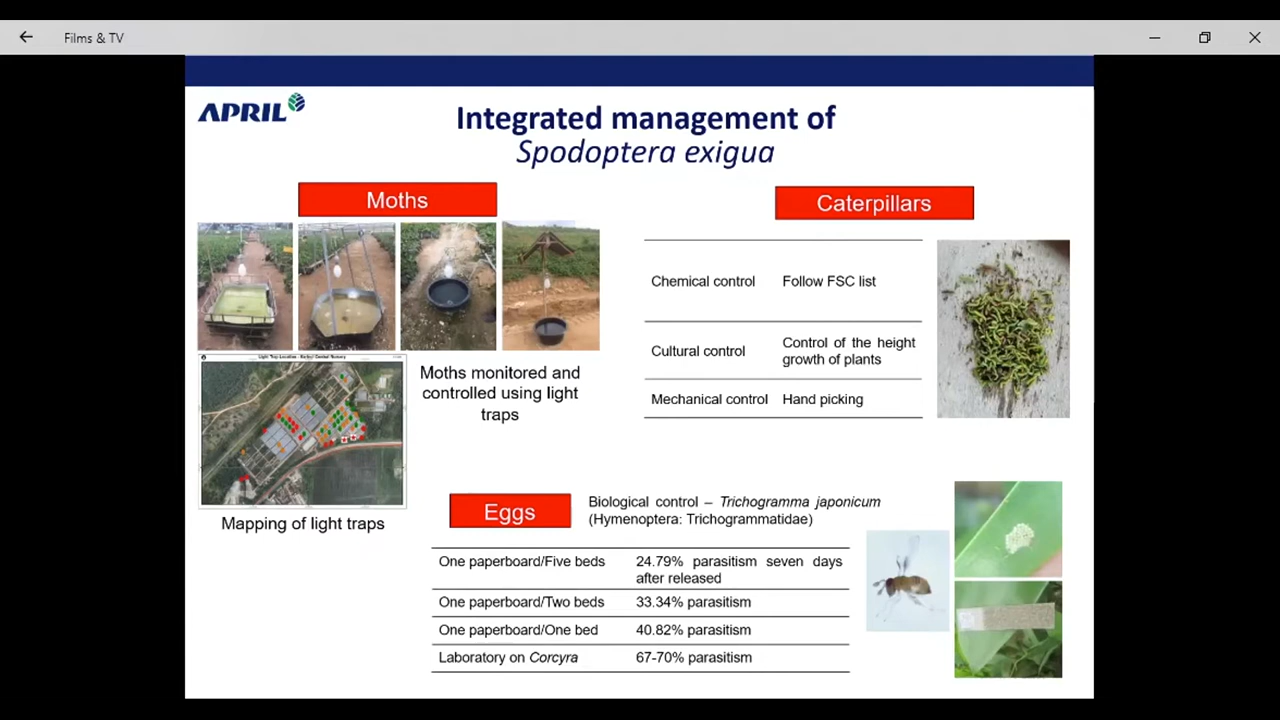 Films & TV
APRIL
Integrated management of
Spodoptera exigua
Moths
Caterpillars
Chemical control Follow FSC list
Cultural control Control of the height
growth of plants
Mechanical control Hand picking
Moths monitored and
controlled using light
traps
Mapping of light traps
Eggs
Biological control – Trichogramma japonicum
(Hymenoptera: Trichogrammatidae)
One paperboard/Five beds 24.79% parasitism seven days
after released
One paperboard/Two beds 33.34% parasitism
One paperboard/One bed 40.82% parasitism
Laboratory on Corcyra 67-70% parasitism